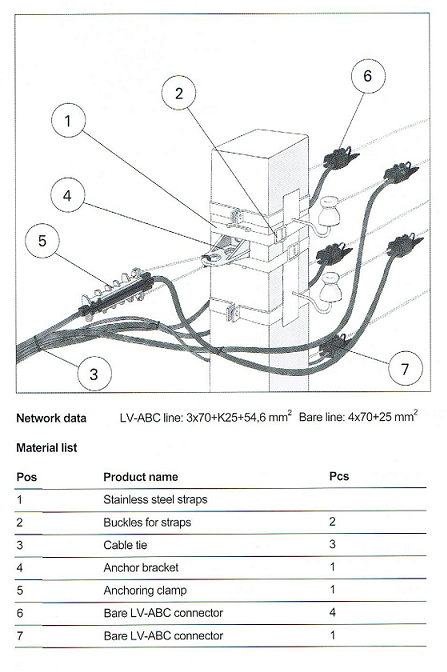 6
2
1
4
5
3
7
Network data LV-ABC line: 3x70+K25+54,6 mm² Bare line: 4x70+25 mm²
Material list
Pos Product name Pcs
1 Stainless steel straps
2 Buckles for straps 2
3 Cable tie 3
4 Anchor bracket 1
5 Anchoring clamp 1
6 Bare LV-ABC connector 4
7 Bare LV-ABC connector 1